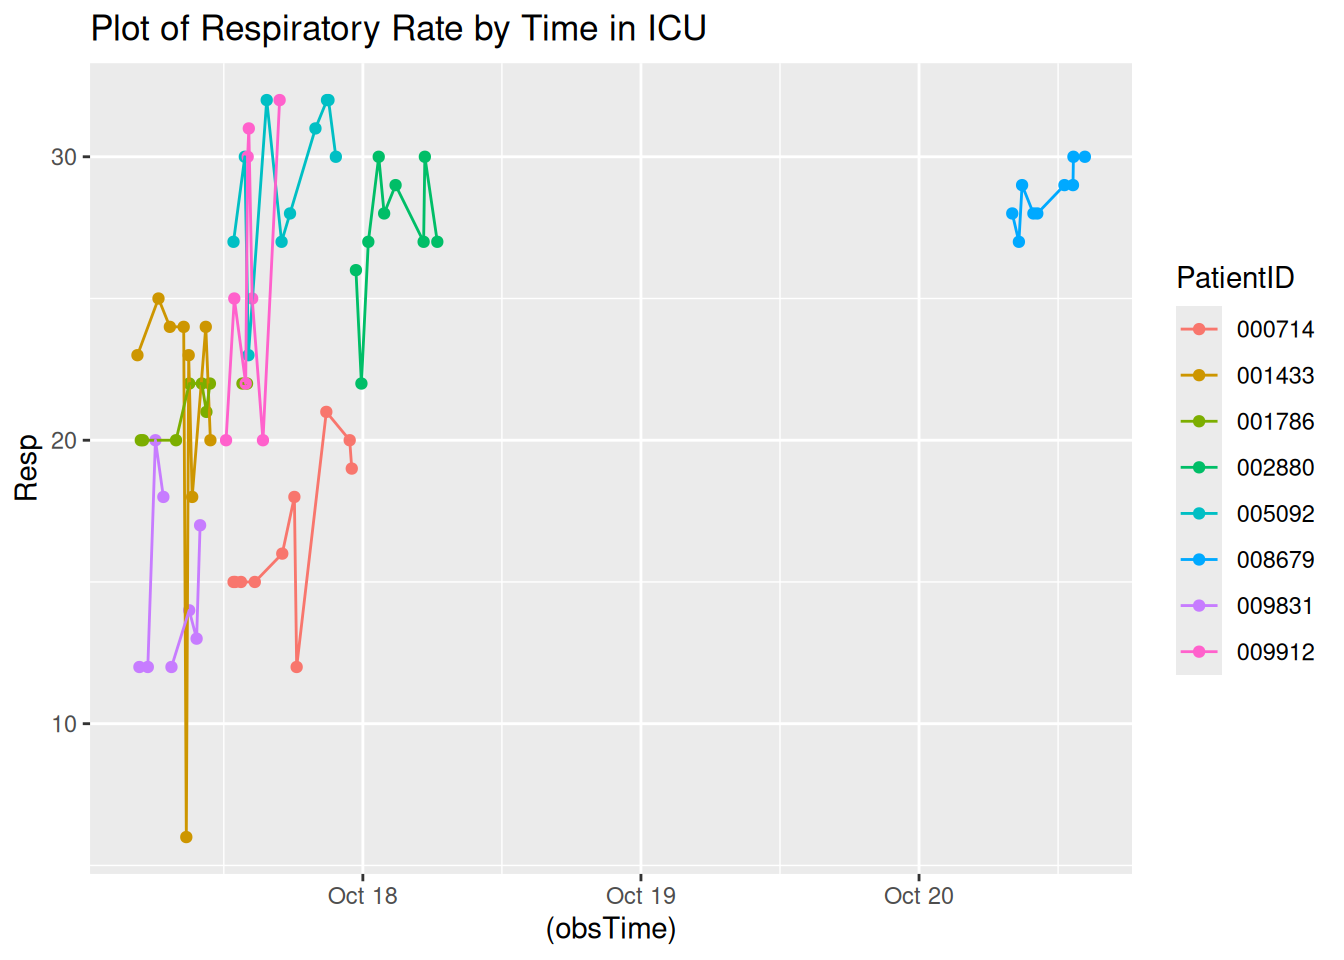 Plot of Respiratory Rate by Time in ICU
Resp
30
20
10
Oct 18
Oct 19
Oct 20
(obsTime)
PatientID
000714
001433
001786
002880
005092
008679
009831
009912